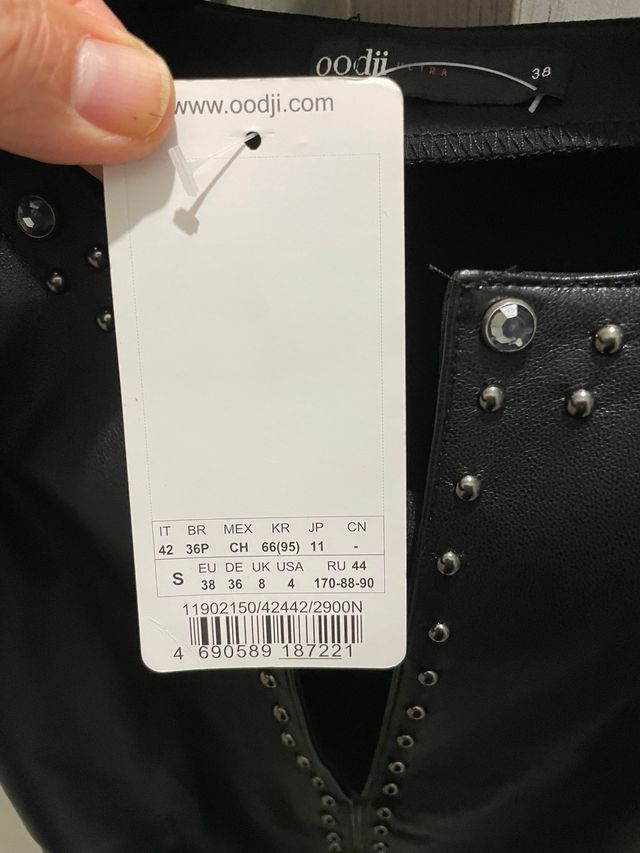 oodji ULTRA 38
www.oodji.com
IT BR MEX KR JP CN
42 36P CH 66(95) 11 -
S EU DE UK USA RU 44
38 36 8 4 170-88-90
11902150/42442/2900N
4 690589 187221